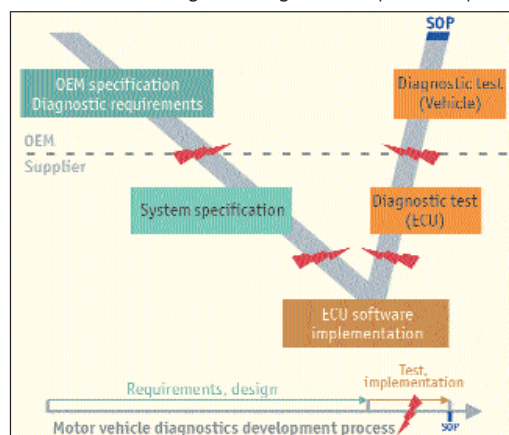 SOP
OEM specification
Diagnostic requirements
Diagnostic test
(Vehicle)
OEM
Supplier
System specification
Diagnostic test
(ECU)
ECU software
implementation
Test,
implementation
Requirements, design
SOP
Motor vehicle diagnostics development process